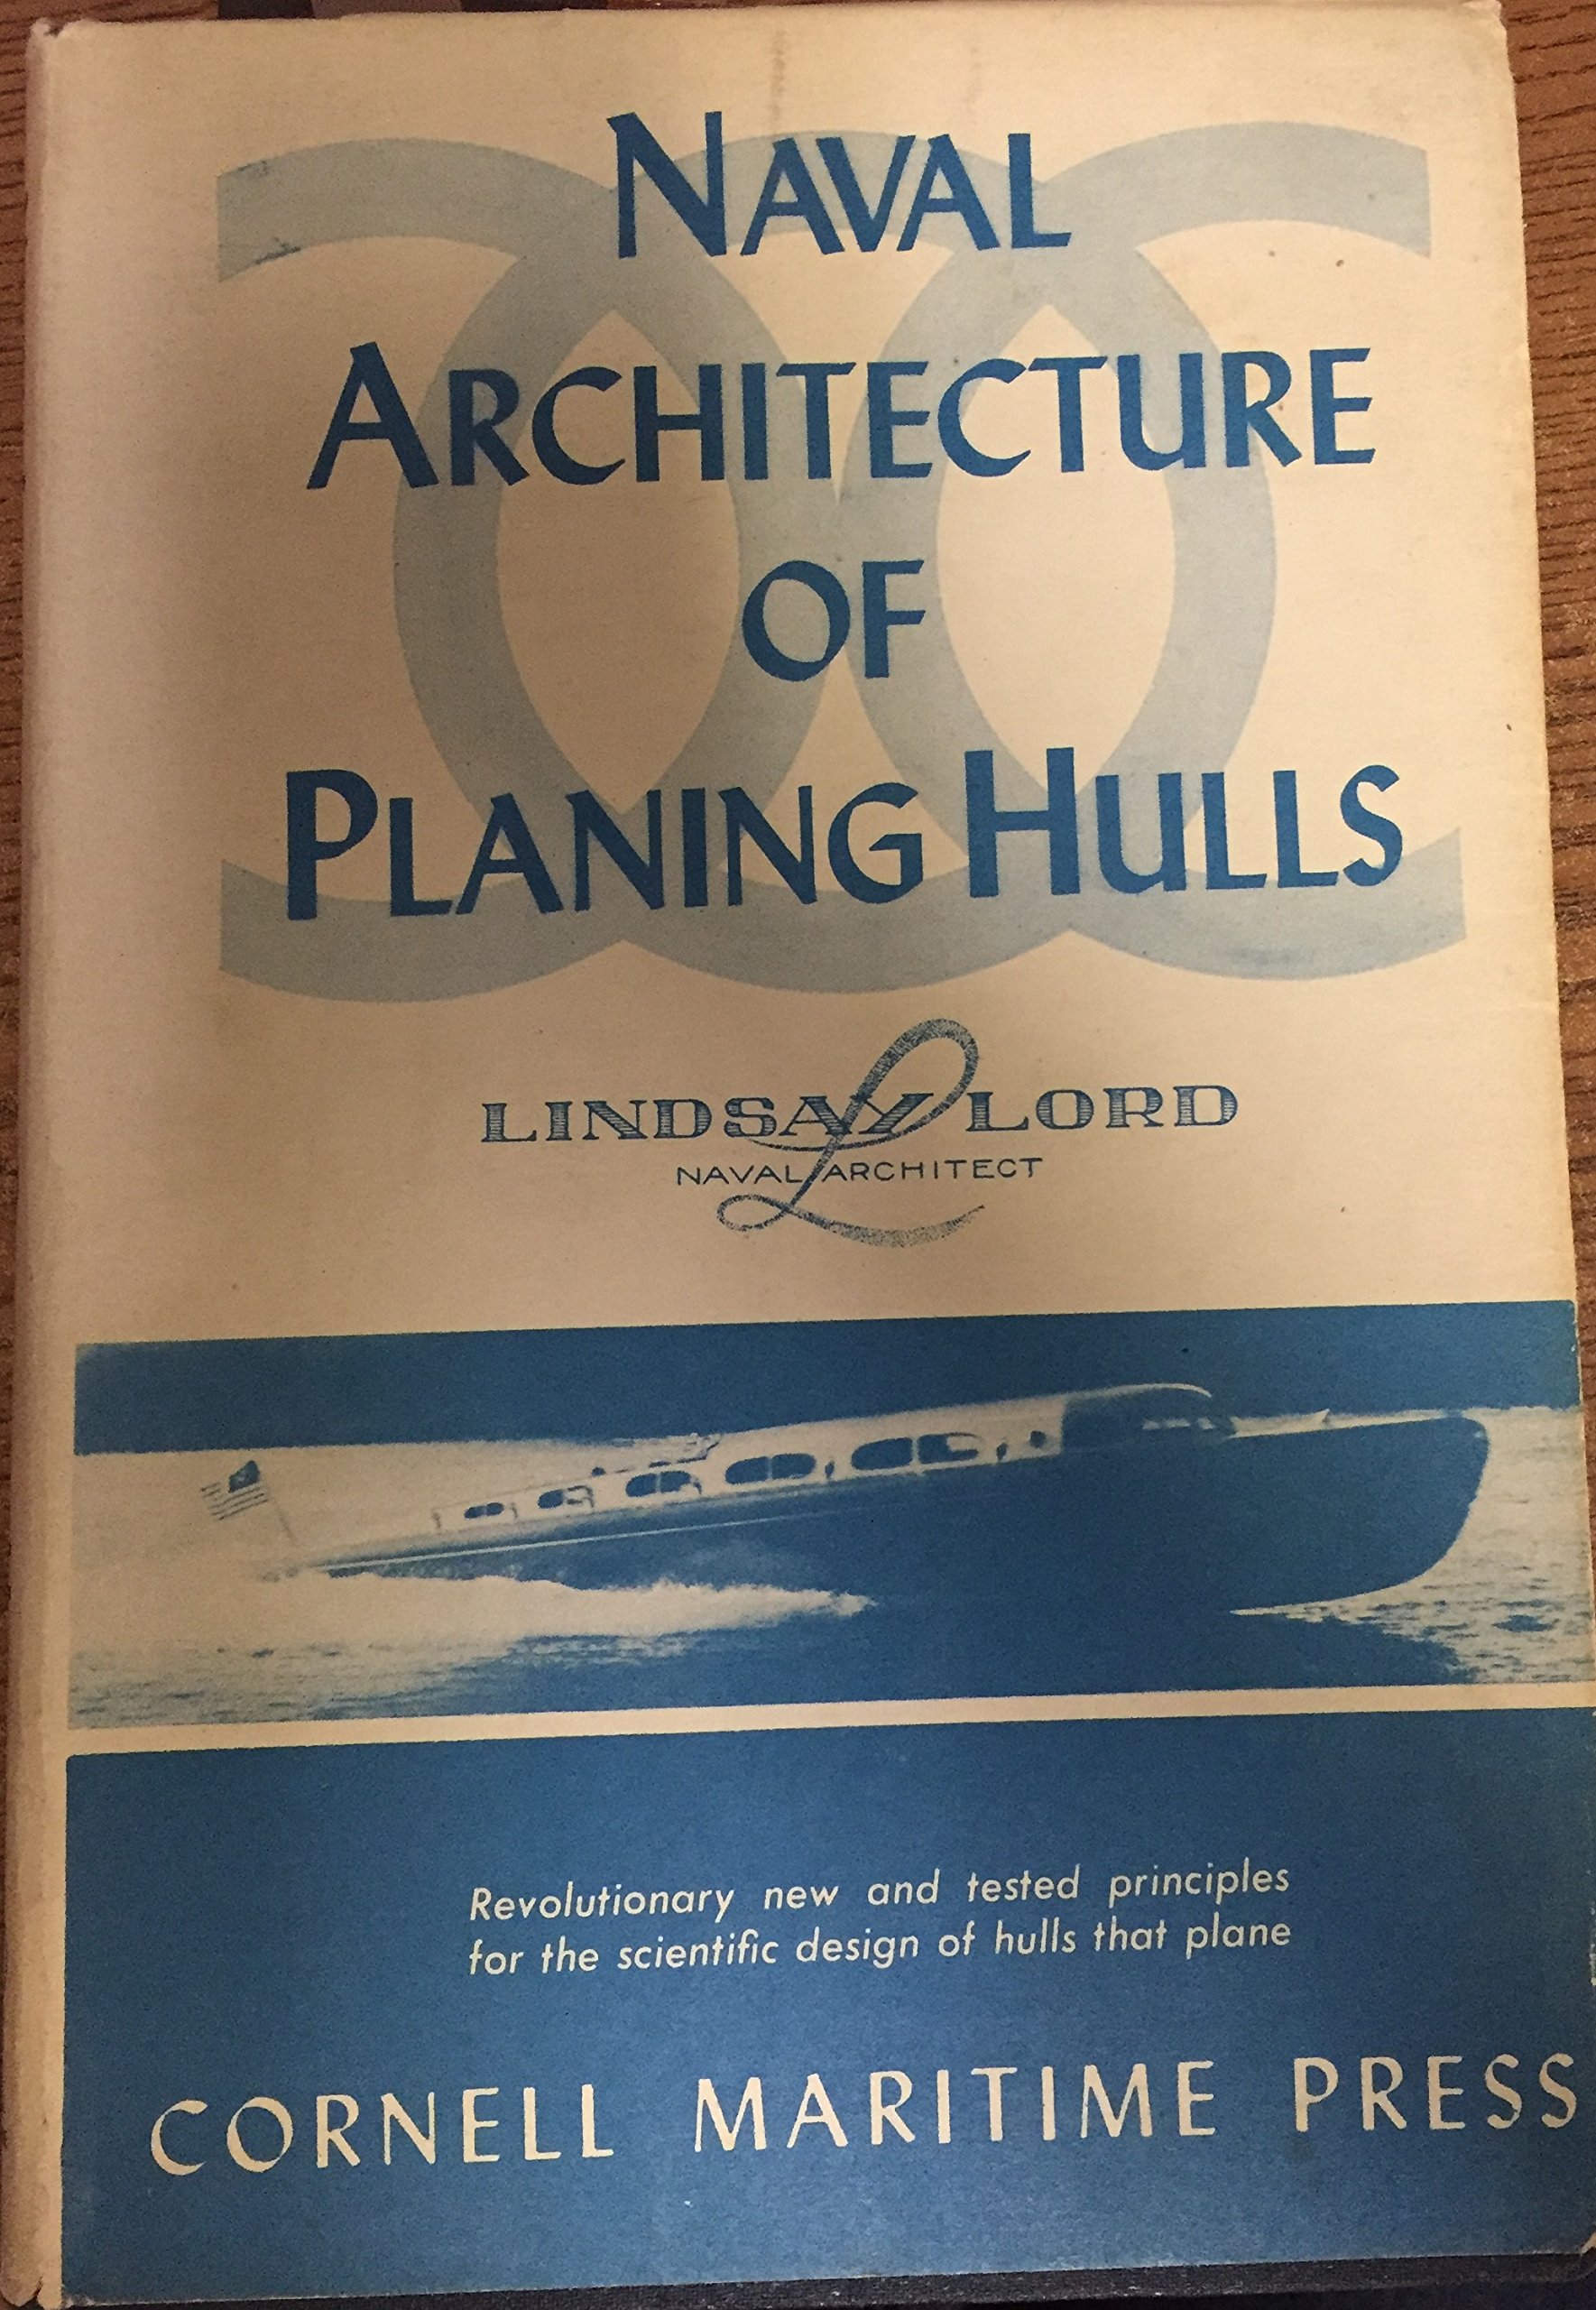 NAVAL
ARCHITECTURE
OF
PLANING HULLS
LINDSAY LORD
NAVAL ARCHITECT
Revolutionary new and tested principles
for the scientific design of hulls that plane
CORNELL MARITIME PRESS